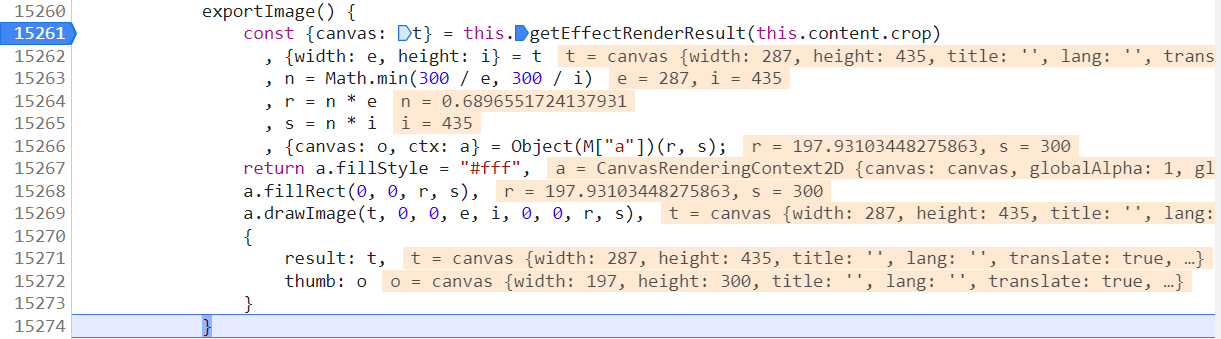 15260 exportImage() {
15261 const {canvas: t} = this.getEffectRenderResult(this.content.crop)
15262 , {width: e, height: i} = t t = canvas {width: 287, height: 435, title: '', lang: '', trans
15263 , n = Math.min(300 / e, 300 / i) e = 287, i = 435
15264 , r = n * e n = 0.6896551724137931
15265 , s = n * i i = 435
15266 , {canvas: o, ctx: a} = Object(M["a"])(r, s); r = 197.93103448275863, s = 300
15267 return a.fillStyle = "#fff", a = CanvasRenderingContext2D {canvas: canvas, globalAlpha: 1, gl
15268 a.fillRect(0, 0, r, s), r = 197.93103448275863, s = 300
15269 a.drawImage(t, 0, 0, e, i, 0, 0, r, s), t = canvas {width: 287, height: 435, title: '', lang:
15270 {
15271 result: t, t = canvas {width: 287, height: 435, title: '', lang: '', translate: true, …}
15272 thumb: o o = canvas {width: 197, height: 300, title: '', lang: '', translate: true, …}
15273 }
15274 }